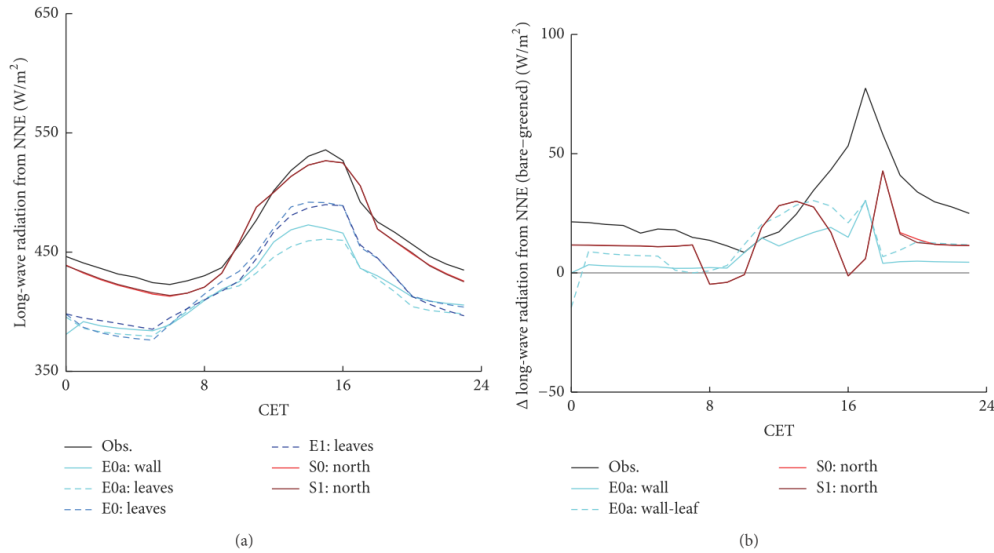 Long-wave radiation from NNE (W/m²)
650
550
450
350
0
8
16
24
CET
Obs.
E0a: wall
E0a: leaves
E0: leaves
E1: leaves
S0: north
S1: north
(a)
Δ long-wave radiation from NNE (bare−greened) (W/m²)
100
50
0
−50
0
8
16
24
CET
Obs.
E0a: wall
E0a: wall-leaf
S0: north
S1: north
(b)